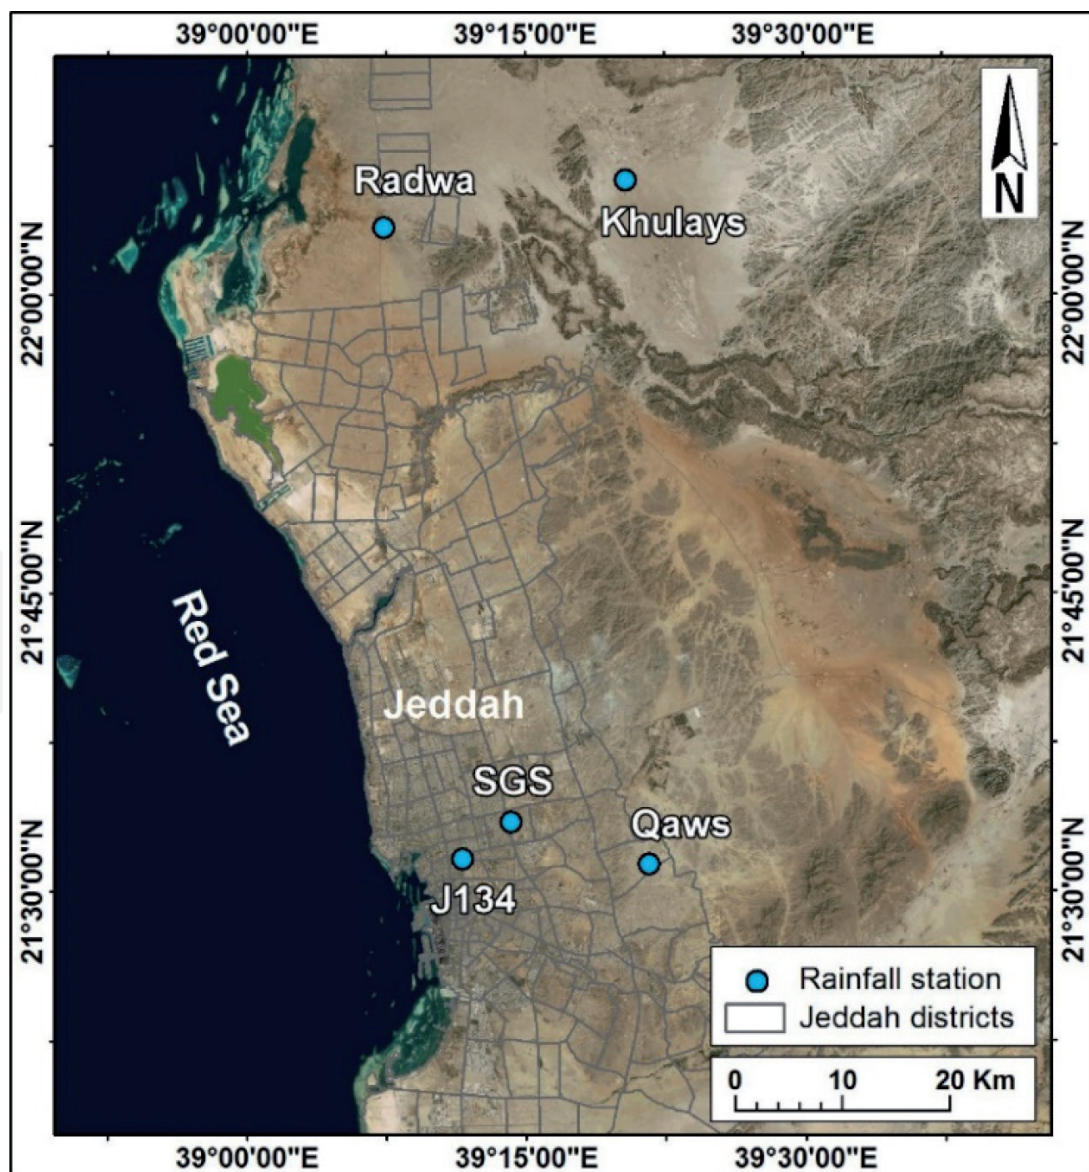 39°00'00"E
39°15'00"E
39°30'00"E
N
Radwa
Khulays
22°00'00"N
22°00'00"N
21°45'00"N
21°45'00"N
Red Sea
Jeddah
SGS
Qaws
J134
21°30'00"N
21°30'00"N
Rainfall station
Jeddah districts
0 10 20 Km
39°00'00"E
39°15'00"E
39°30'00"E